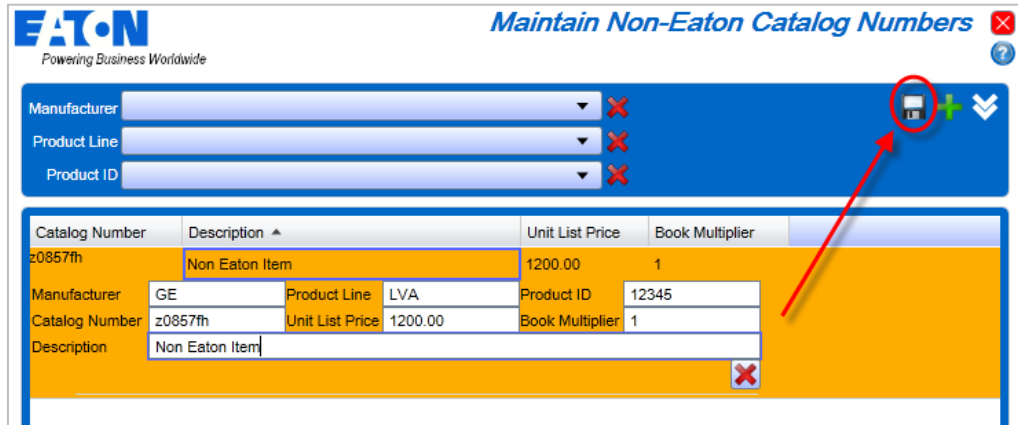 EATON
Powering Business Worldwide
Maintain Non-Eaton Catalog Numbers
Manufacturer
Product Line
Product ID
Catalog Number Description Unit List Price Book Multiplier
z0857fh Non Eaton Item 1200.00 1
Manufacturer GE Product Line LVA Product ID 12345
Catalog Number z0857fh Unit List Price 1200.00 Book Multiplier 1
Description Non Eaton Item